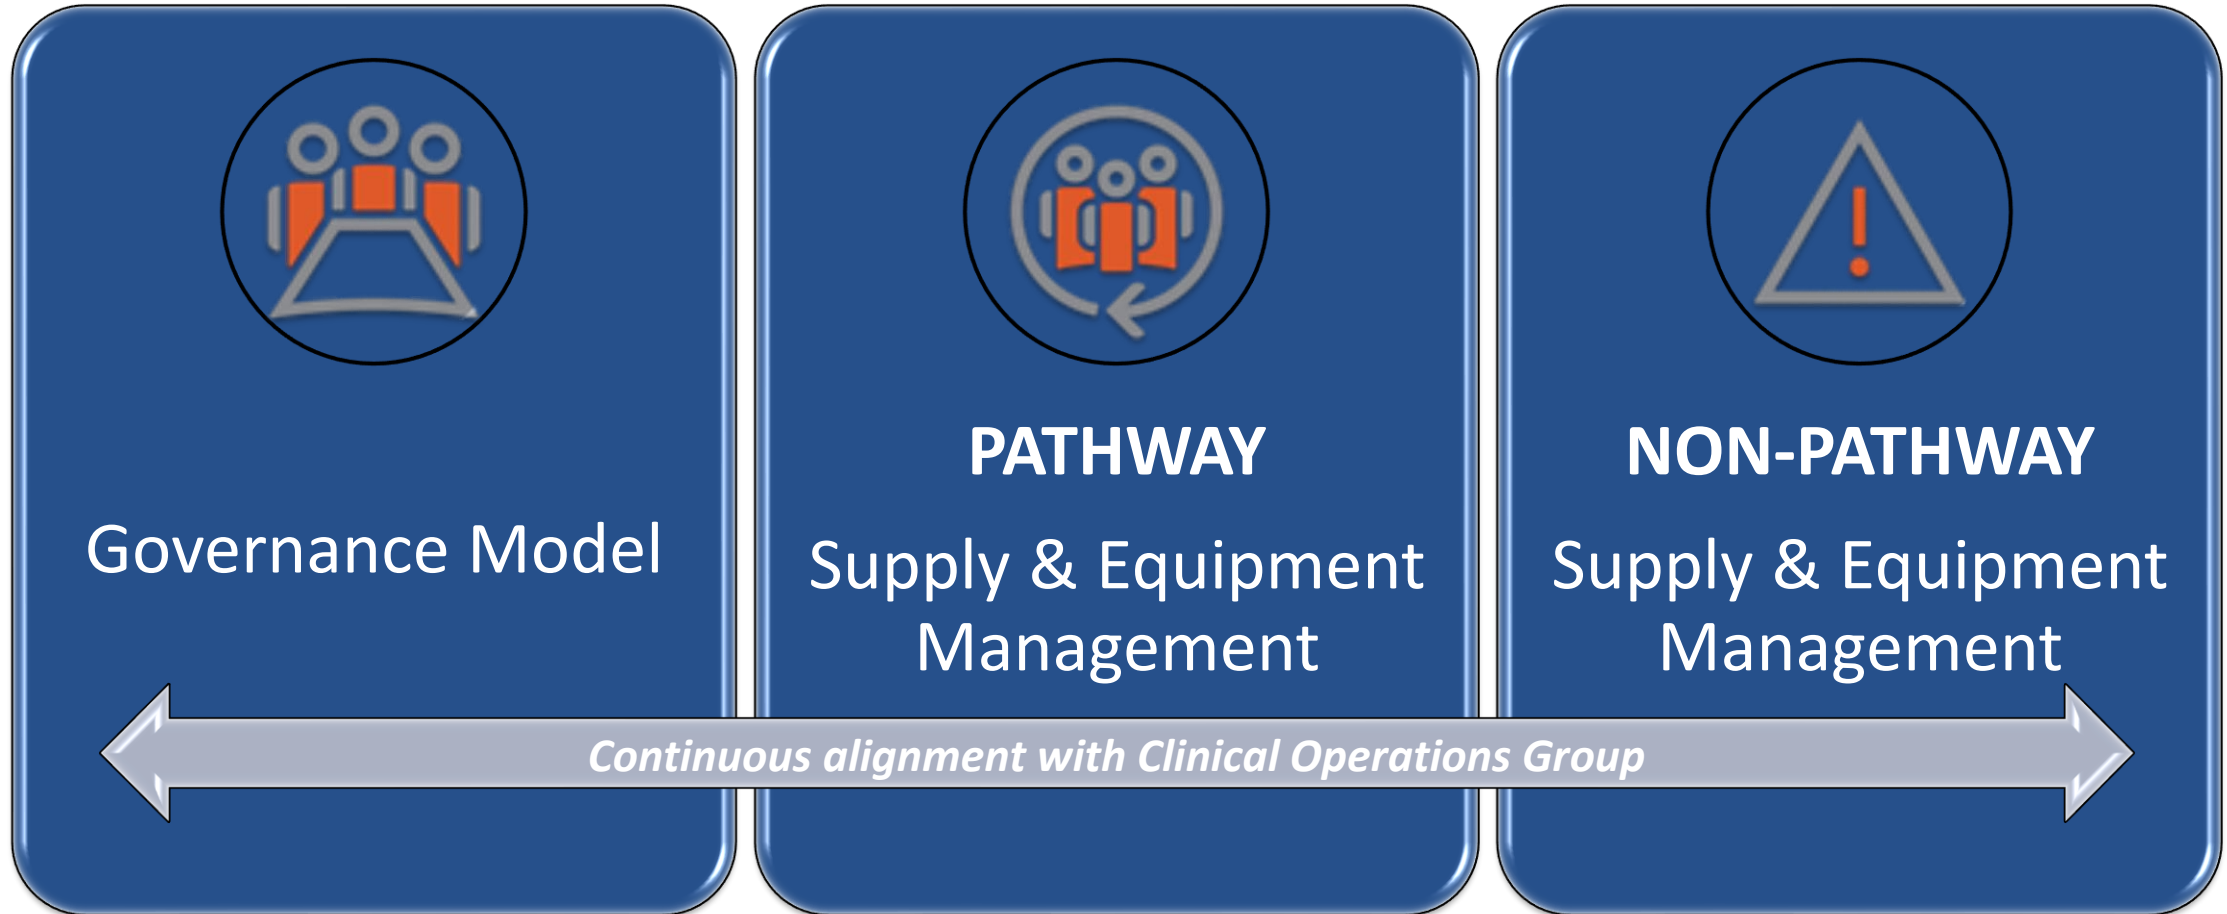 Governance Model
PATHWAY
Supply & Equipment
Management
NON-PATHWAY
Supply & Equipment
Management
Continuous alignment with Clinical Operations Group